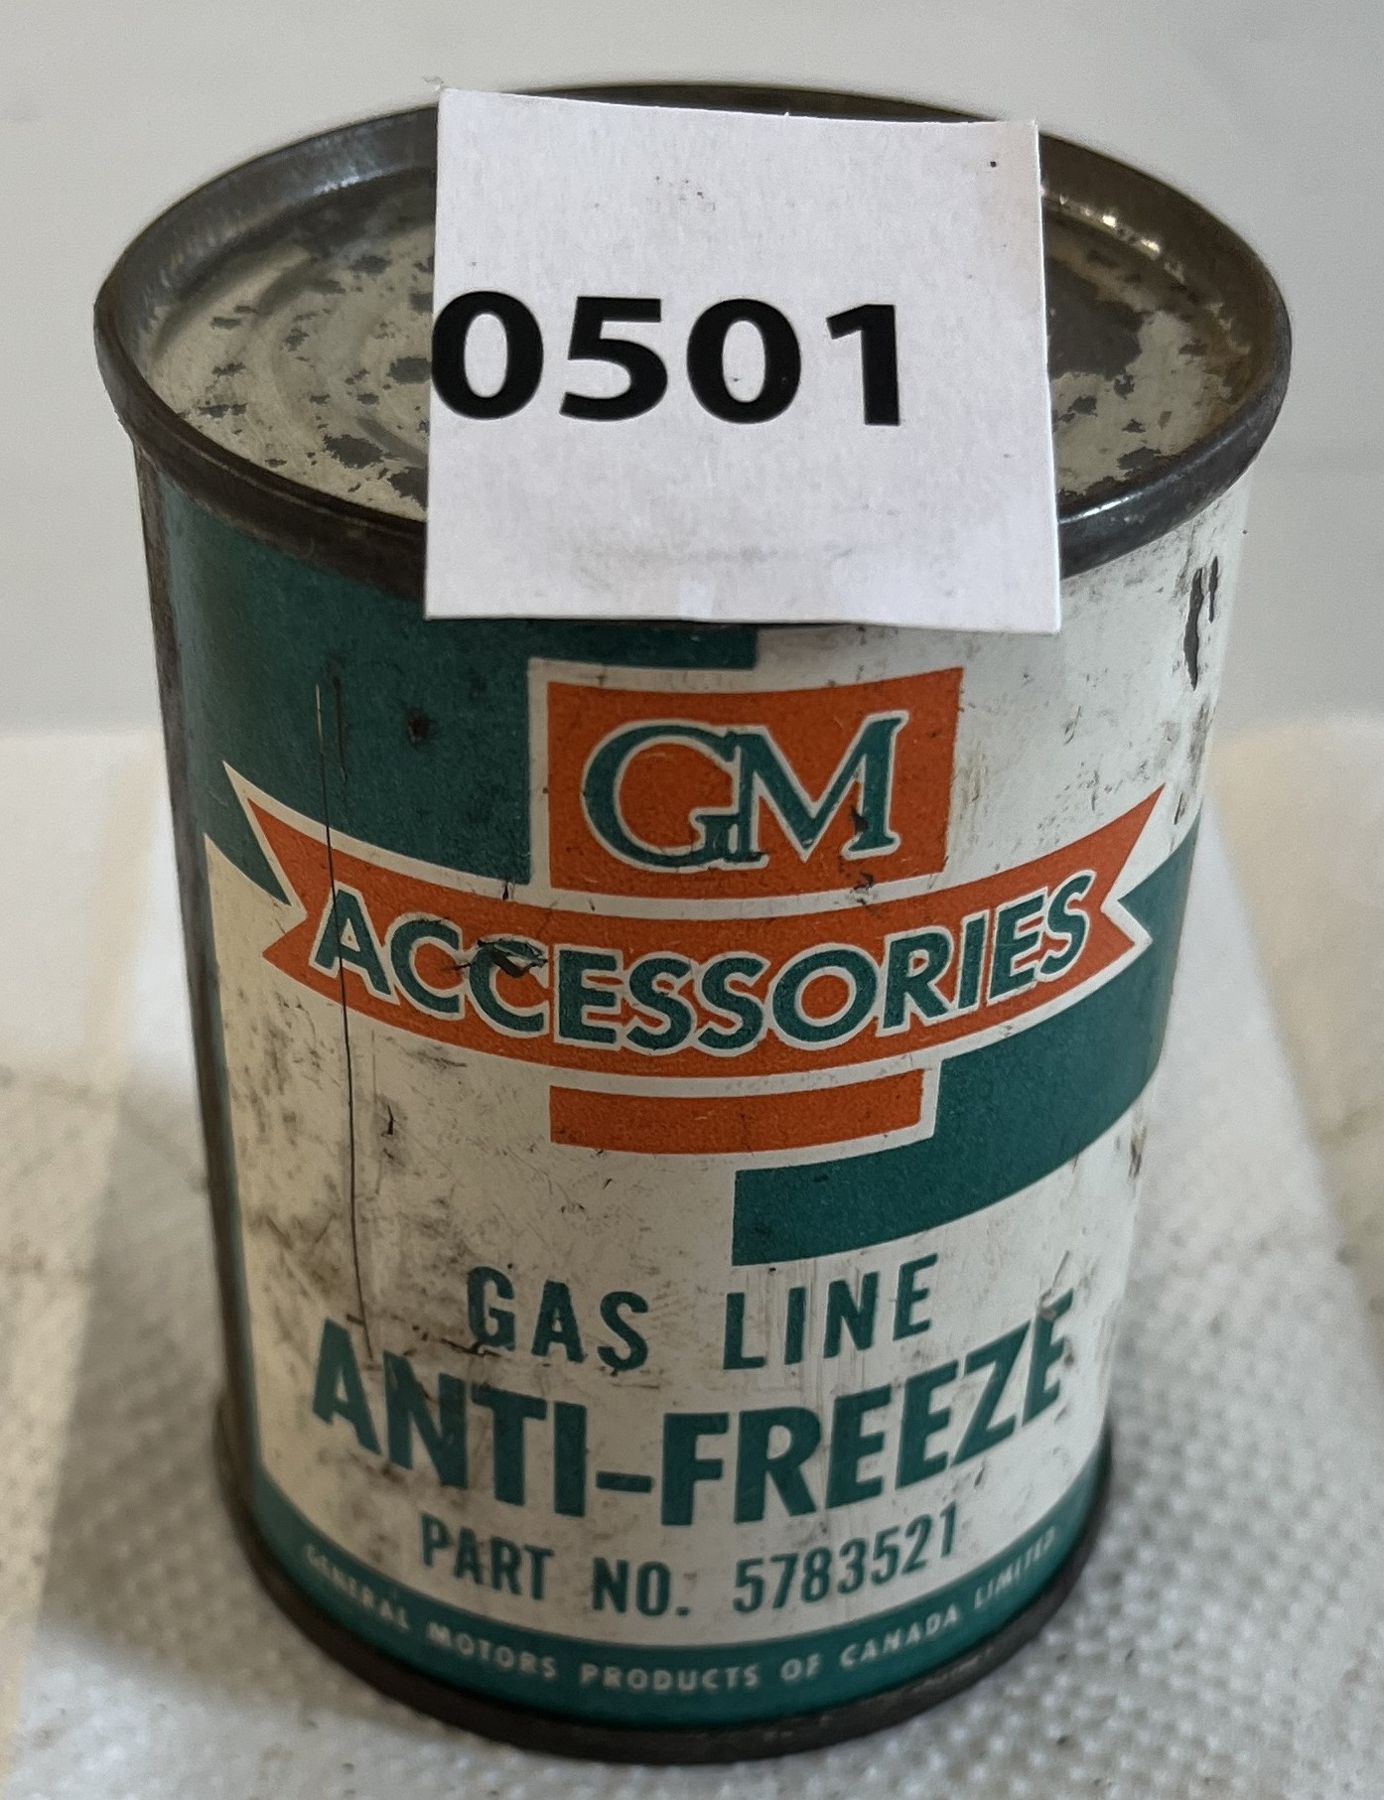 0501
GM
ACCESSORIES
GAS LINE
ANTI-FREEZE
PART NO. 5783521
GENERAL MOTORS PRODUCTS OF CANADA LIMITED